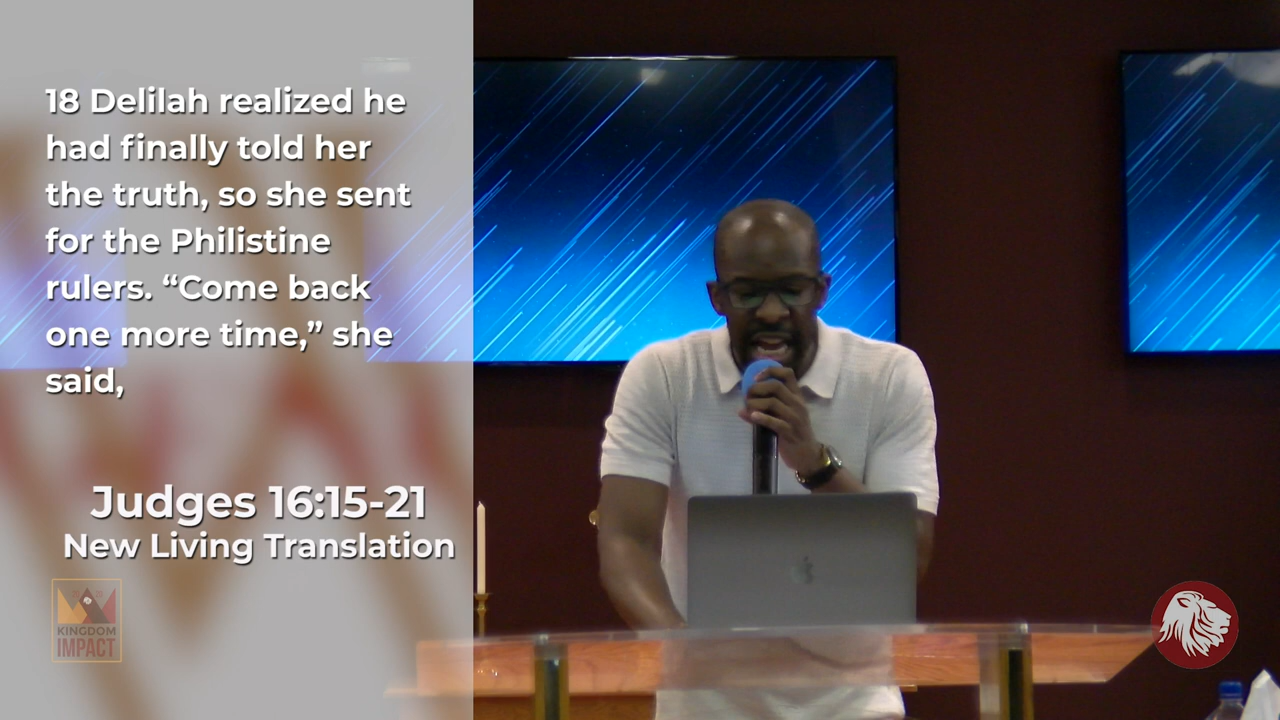 18 Delilah realized he
had finally told her
the truth, so she sent
for the Philistine
rulers. “Come back
one more time,” she
said,
Judges 16:15-21
New Living Translation
KINGDOM
IMPACT